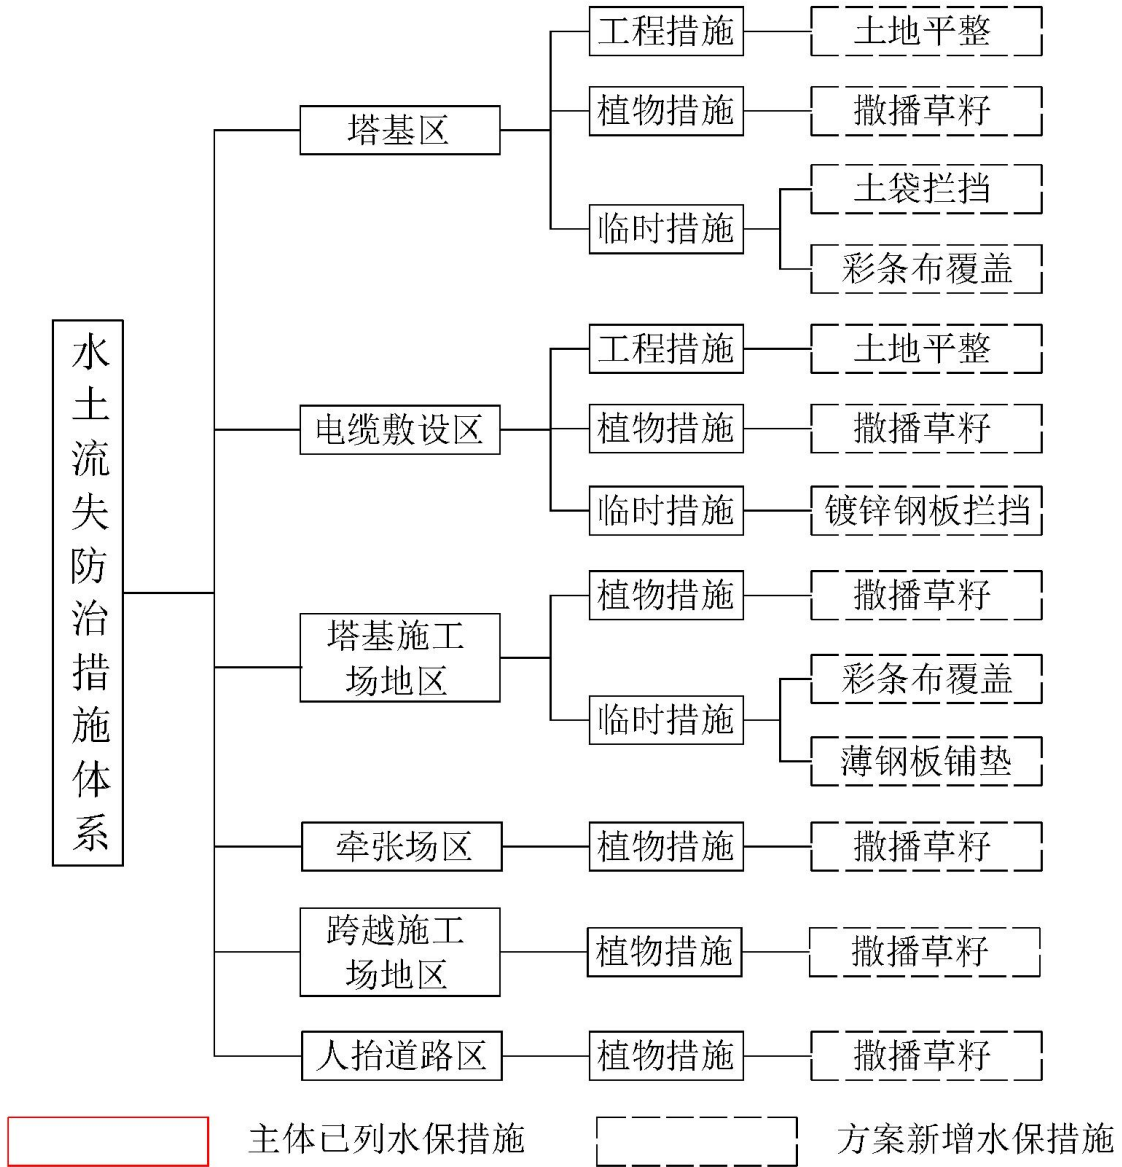 水土流失防治措施体系
塔基区
工程措施
土地平整
植物措施
撒播草籽
临时措施
土袋拦挡
彩条布覆盖
电缆敷设区
工程措施
土地平整
植物措施
撒播草籽
临时措施
镀锌钢板拦挡
塔基施工
场地区
植物措施
撒播草籽
临时措施
彩条布覆盖
薄钢板铺垫
牵张场区
植物措施
撒播草籽
跨越施工
场地区
植物措施
撒播草籽
人抬道路区
植物措施
撒播草籽
主体已列水保措施
方案新增水保措施